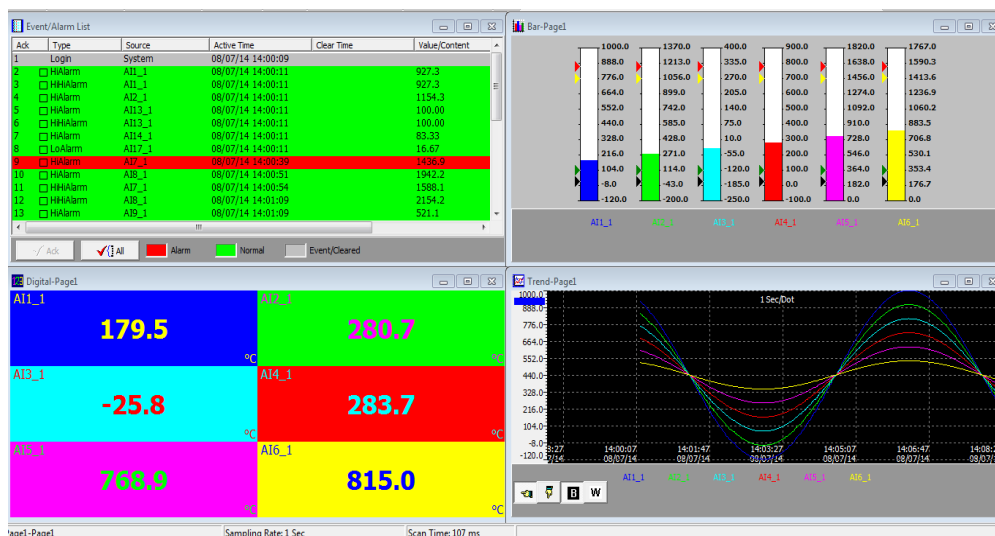 Event/Alarm List
Ack Type Source Active Time Clear Time Value/Content
1 Login System 08/07/14 14:00:09
2 HiAlarm AI1_1 08/07/14 14:00:11 927.3
3 HiHiAlarm AI1_1 08/07/14 14:00:11 927.3
4 HiAlarm AI2_1 08/07/14 14:00:11 1154.3
5 HiAlarm AI13_1 08/07/14 14:00:11 100.00
6 HiHiAlarm AI13_1 08/07/14 14:00:11 100.00
7 HiAlarm AI14_1 08/07/14 14:00:11 83.33
8 LoAlarm AI17_1 08/07/14 14:00:11 16.67
9 HiAlarm AI7_1 08/07/14 14:00:39 1436.9
10 HiAlarm AI8_1 08/07/14 14:00:51 1942.2
11 HiHiAlarm AI7_1 08/07/14 14:00:54 1588.1
12 HiHiAlarm AI8_1 08/07/14 14:01:09 2154.2
13 HiAlarm AI9_1 08/07/14 14:01:09 521.1
Ack All Alarm Normal Event/Cleared
Bar-Page1
1000.0 1370.0 400.0 900.0 1820.0 1767.0
888.0 1213.0 335.0 800.0 1638.0 1590.3
776.0 1056.0 270.0 700.0 1456.0 1413.6
664.0 899.0 205.0 600.0 1274.0 1236.9
552.0 742.0 140.0 500.0 1092.0 1060.2
440.0 585.0 75.0 400.0 910.0 883.5
328.0 428.0 10.0 300.0 728.0 706.8
216.0 271.0 -55.0 200.0 546.0 530.1
104.0 114.0 -120.0 100.0 364.0 353.4
-8.0 -43.0 -185.0 0.0 182.0 176.7
-120.0 -200.0 -250.0 -100.0 0.0 0.0
AI1_1 AI2_1 AI3_1 AI4_1 AI5_1 AI6_1
Digital-Page1
AI1_1 AI2_1
179.5 280.7
°C °C
AI3_1 AI4_1
-25.8 283.7
°C °C
AI5_1 AI6_1
768.9 815.0
°C °C
Trend-Page1
1 Sec/Dot
1000.0
888.0
776.0
664.0
552.0
440.0
328.0
216.0
104.0
-8.0
-120.0
3:27 14:00:07 14:01:47 14:03:27 14:05:07 14:06:47 14:08:2
7/14 08/07/14 08/07/14 08/07/14 08/07/14 08/07/14 08/07
AI1_1 AI2_1 AI3_1 AI4_1 AI5_1 AI6_1
B W
Page1-Page1 Sampling Rate: 1 Sec Scan Time: 107 ms